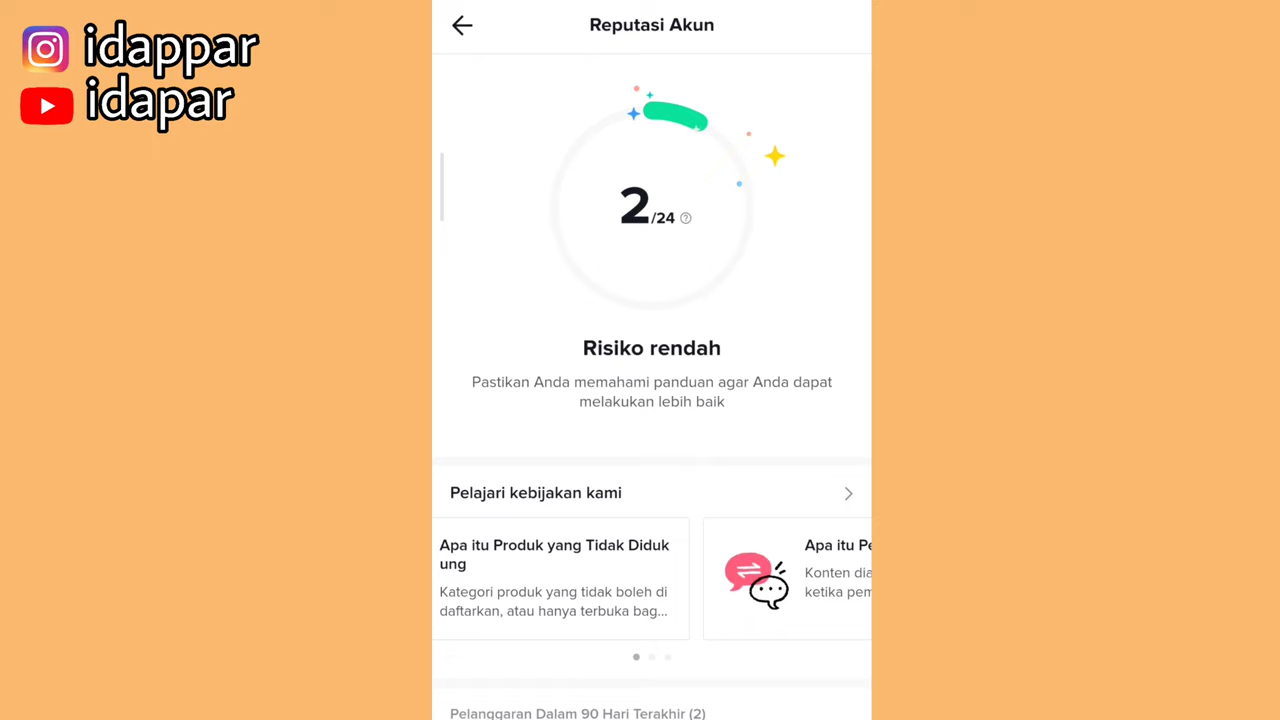 idappar
idapar
Reputasi Akun
2/24
Risiko rendah
Pastikan Anda memahami panduan agar Anda dapat
melakukan lebih baik
Pelajari kebijakan kami
Apa itu Produk yang Tidak Diduk
ung
Kategori produk yang tidak boleh di
daftarkan, atau hanya terbuka bag...
Apa itu Pe
Konten dia
ketika pem
Pelanggaran Dalam 90 Hari Terakhir (2)